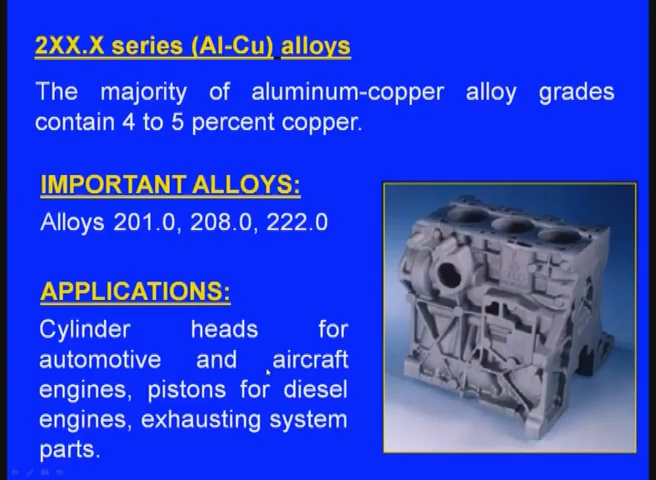 2XX.X series (Al-Cu) alloys
The majority of aluminum-copper alloy grades
contain 4 to 5 percent copper.
IMPORTANT ALLOYS:
Alloys 201.0, 208.0, 222.0
APPLICATIONS:
Cylinder heads for
automotive and aircraft
engines, pistons for diesel
engines, exhausting system
parts.